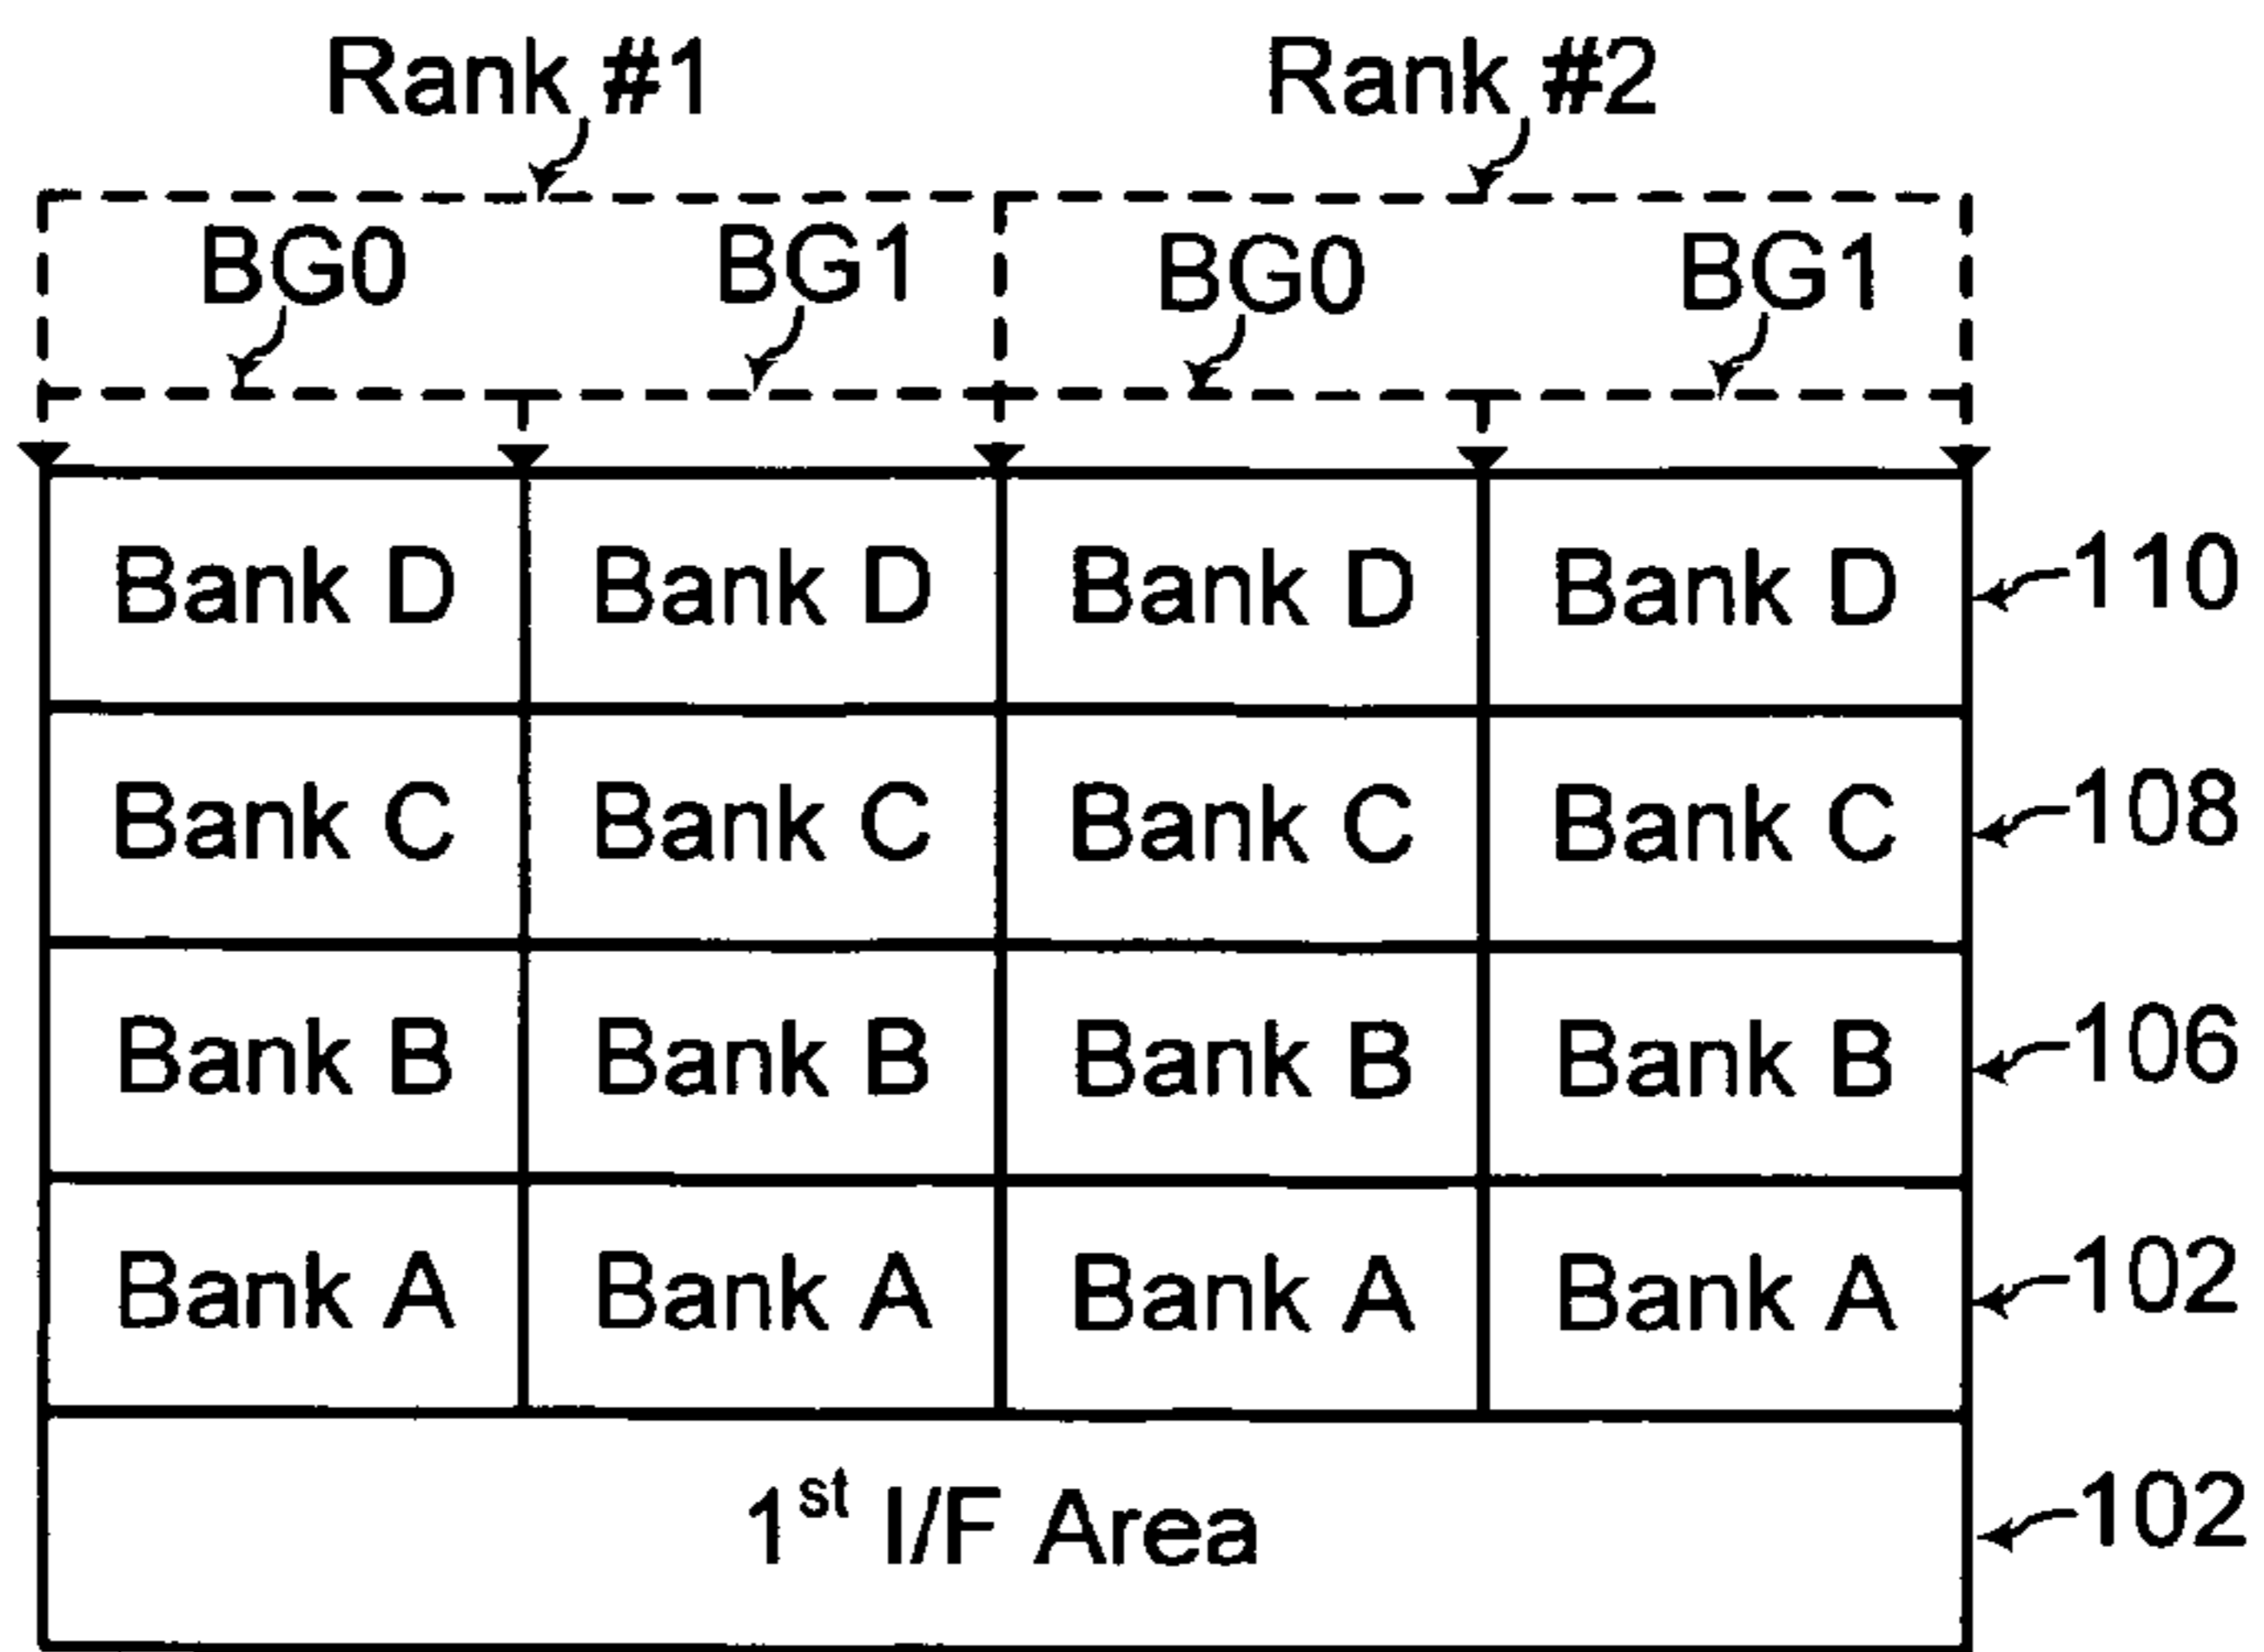 Rank #1 Rank #2
BG0 BG1 BG0 BG1
Bank D Bank D Bank D Bank D 110
Bank C Bank C Bank C Bank C 108
Bank B Bank B Bank B Bank B 106
Bank A Bank A Bank A Bank A 102
1st I/F Area 102